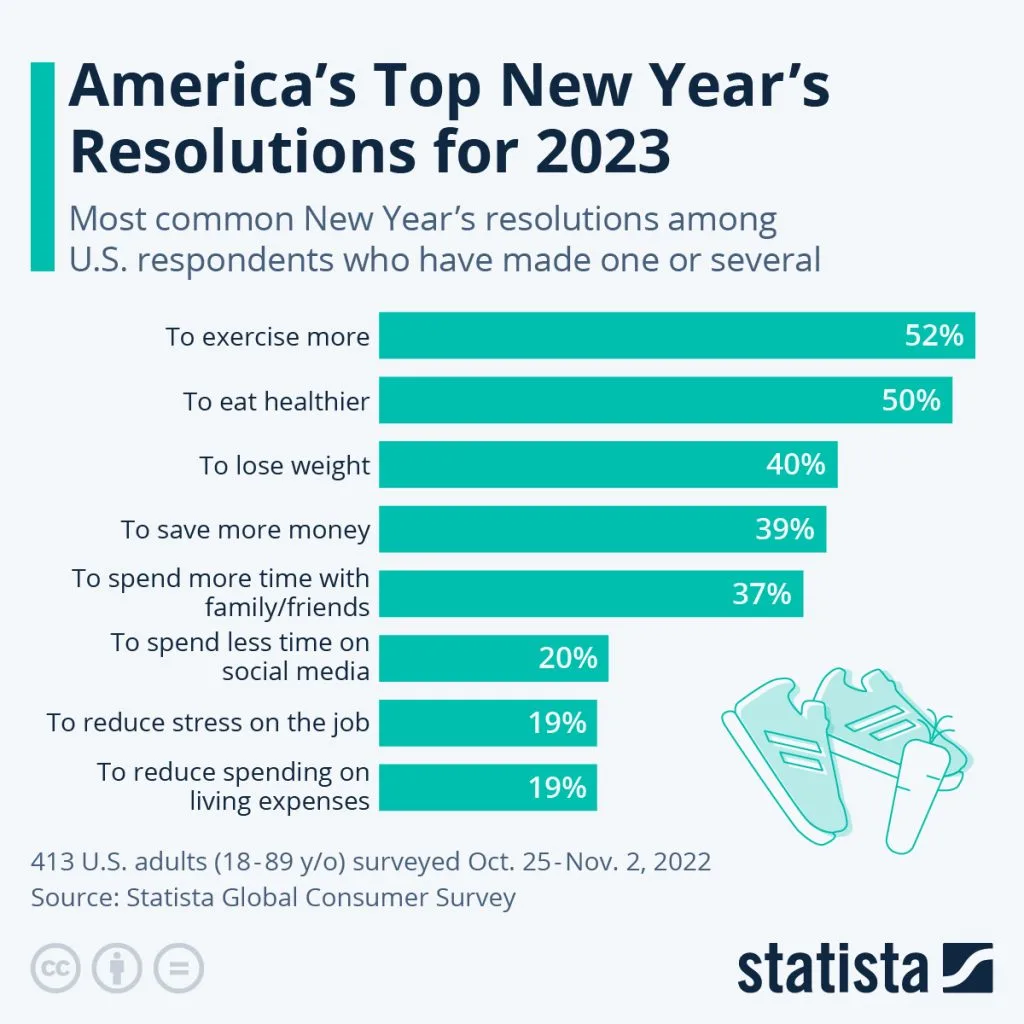 America’s Top New Year’s
Resolutions for 2023
Most common New Year’s resolutions among
U.S. respondents who have made one or several
To exercise more 52%
To eat healthier 50%
To lose weight 40%
To save more money 39%
To spend more time with
family/friends 37%
To spend less time on
social media 20%
To reduce stress on the job 19%
To reduce spending on
living expenses 19%
413 U.S. adults (18-89 y/o) surveyed Oct. 25-Nov. 2, 2022
Source: Statista Global Consumer Survey
cc
statista